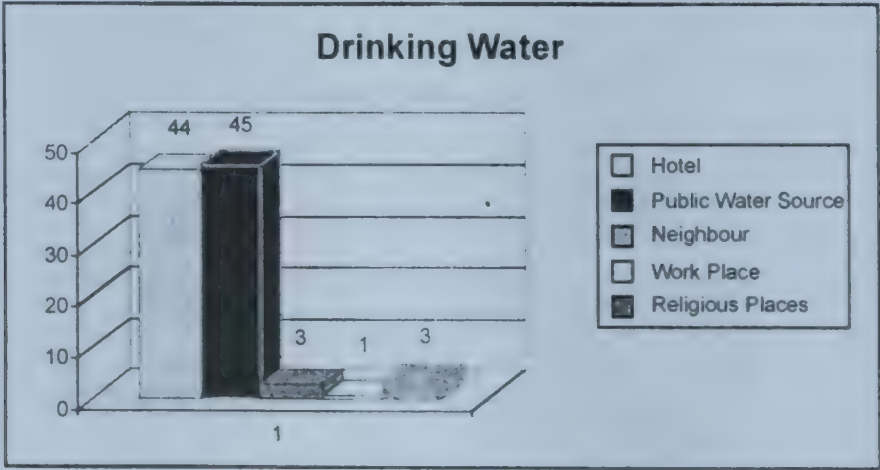 Drinking Water
44 45
50
40
30
20
10
0
3 1 3
1
Hotel
Public Water Source
Neighbour
Work Place
Religious Places